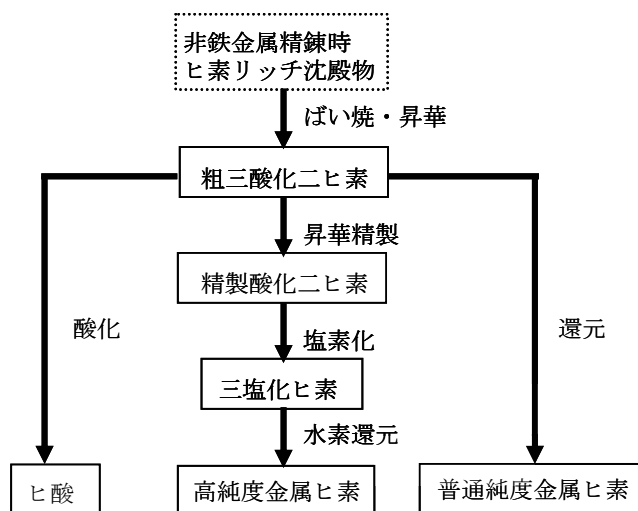 非鉄金属精錬時
ヒ素リッチ沈殿物
ばい焼・昇華
粗三酸化二ヒ素
昇華精製
精製酸化二ヒ素
酸化
還元
塩素化
三塩化ヒ素
水素還元
ヒ酸
高純度金属ヒ素
普通純度金属ヒ素